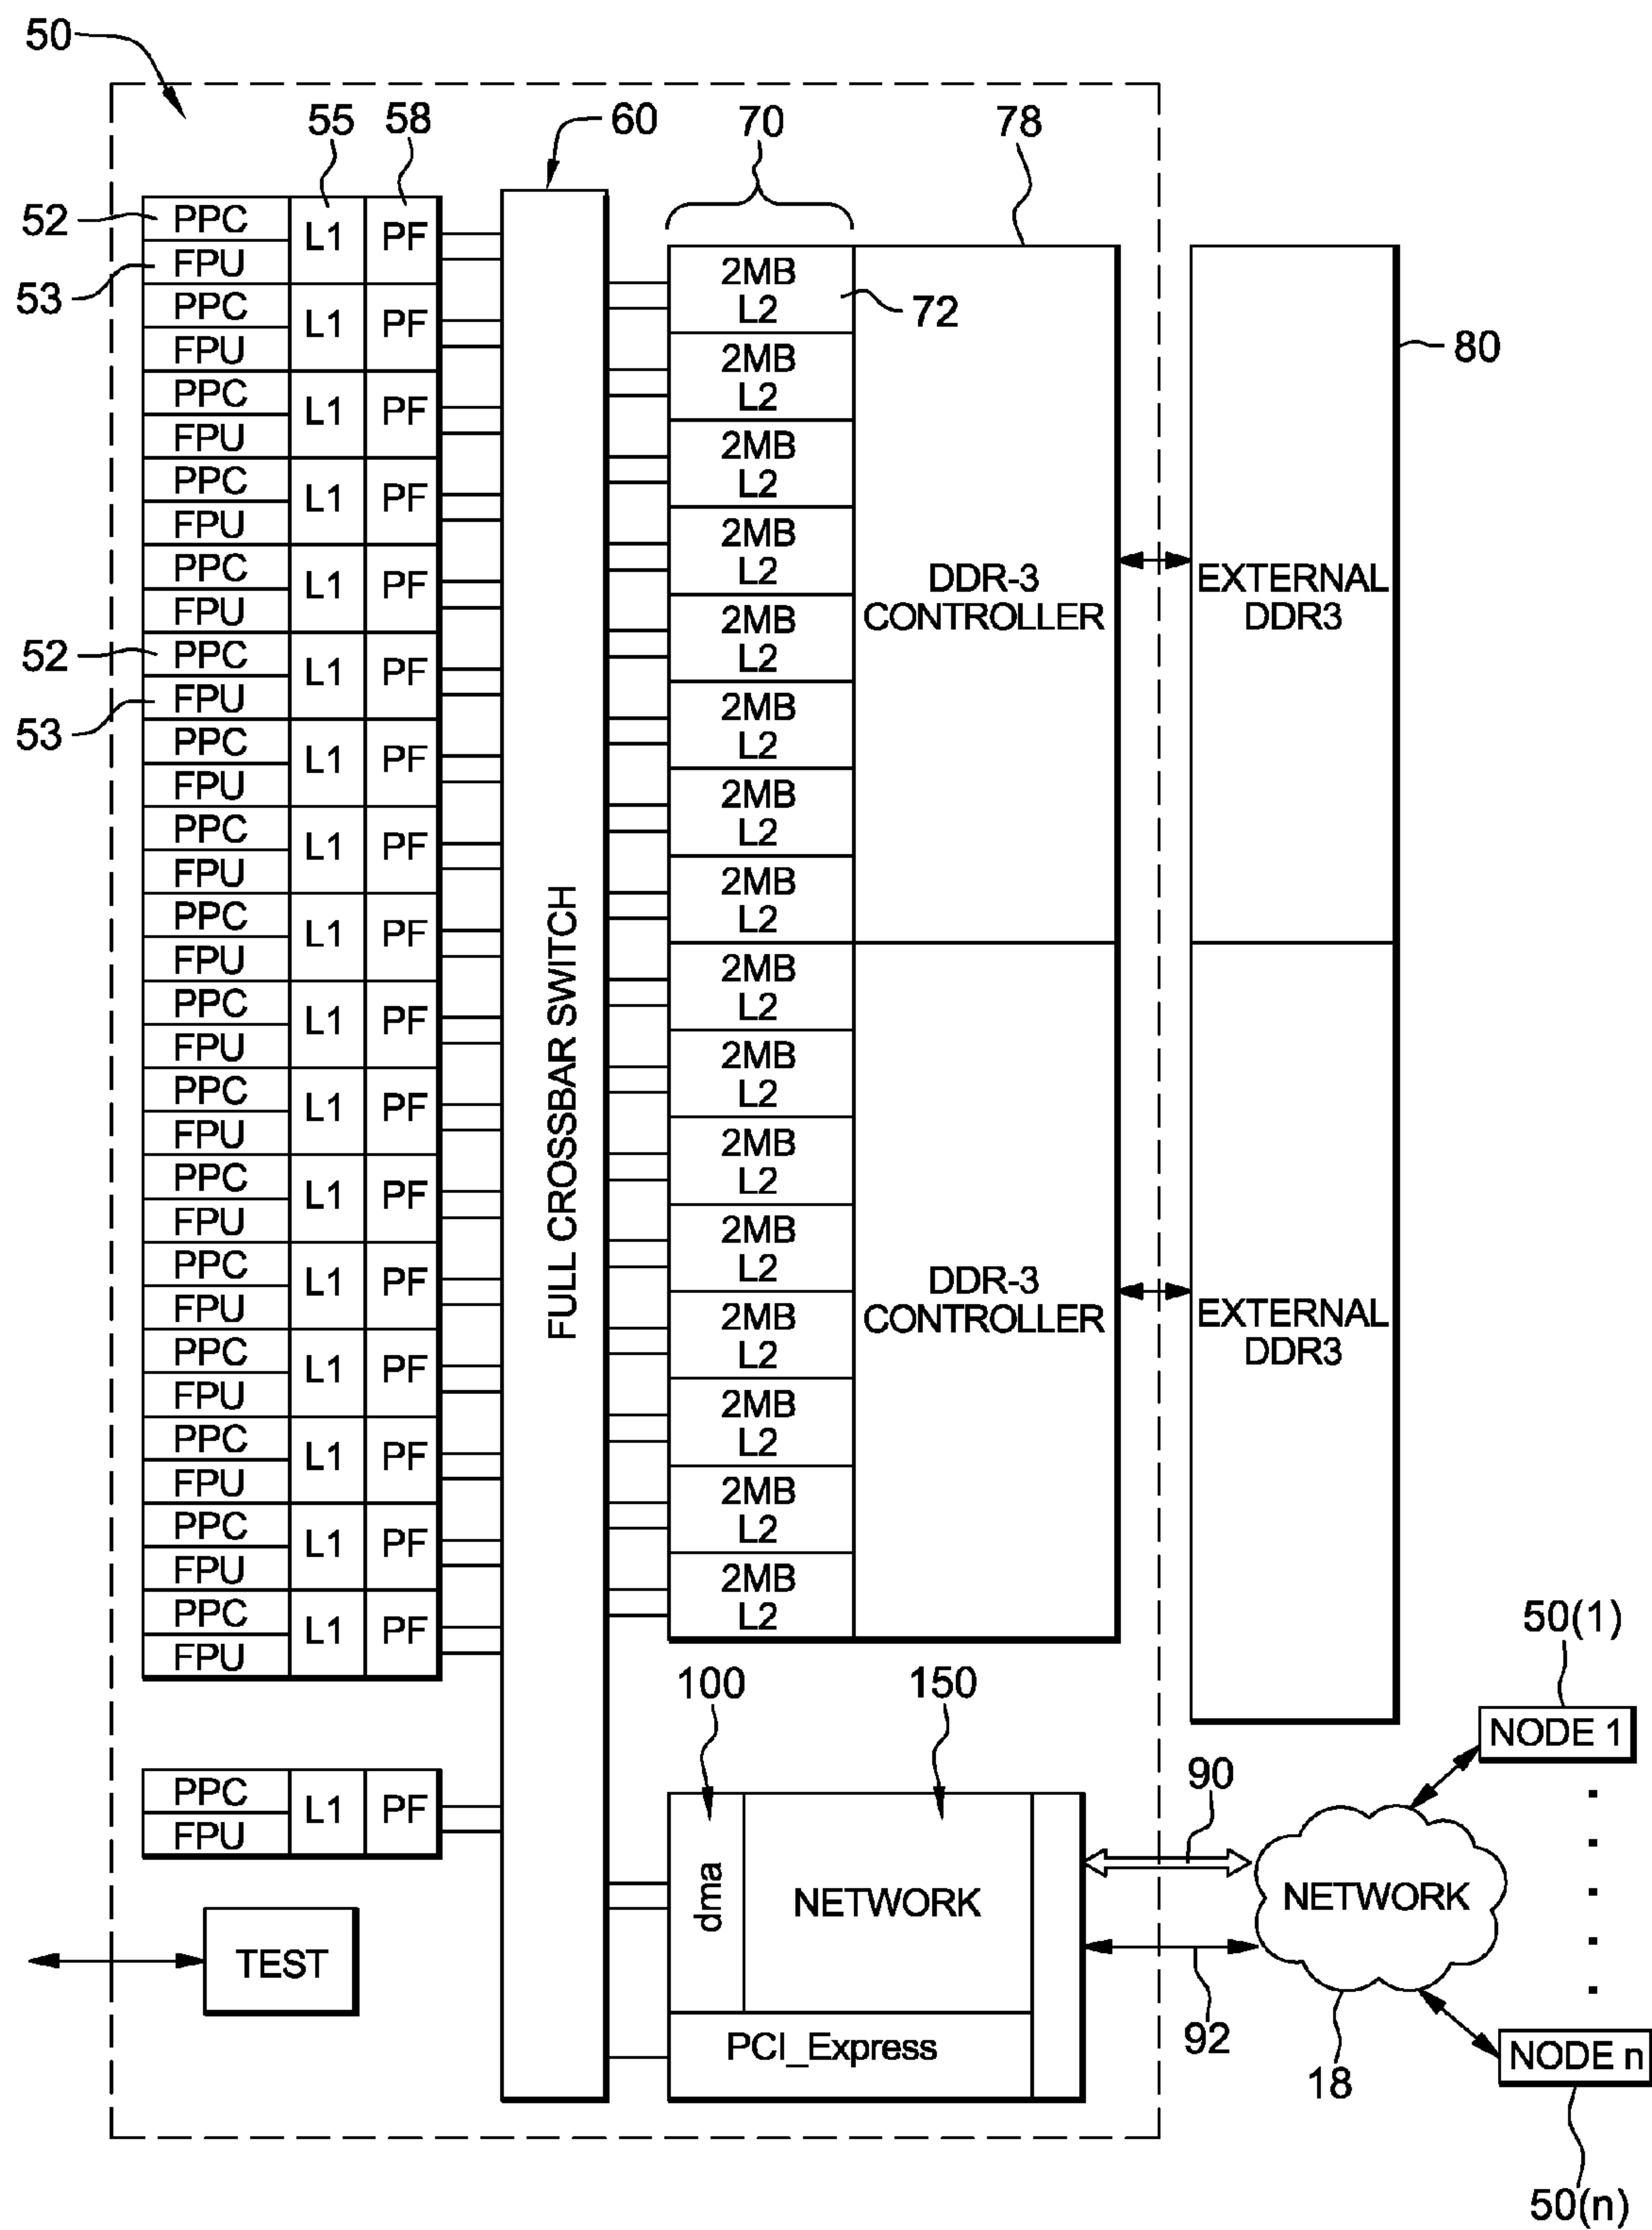 50
55
58
60
70
78
52
53
PPC
FPU
L1
PF
PPC
FPU
L1
PF
PPC
FPU
L1
PF
PPC
FPU
L1
PF
PPC
FPU
L1
PF
52
53
PPC
FPU
L1
PF
PPC
FPU
L1
PF
PPC
FPU
L1
PF
PPC
FPU
L1
PF
PPC
FPU
L1
PF
PPC
FPU
L1
PF
PPC
FPU
L1
PF
PPC
FPU
L1
PF
PPC
FPU
L1
PF
PPC
FPU
L1
PF
PPC
FPU
L1
PF
PPC
FPU
L1
PF
PPC
FPU
L1
PF
TEST
FULL CROSSBAR SWITCH
2MB
L2
72
2MB
L2
2MB
L2
2MB
L2
2MB
L2
2MB
L2
2MB
L2
2MB
L2
2MB
L2
2MB
L2
2MB
L2
2MB
L2
2MB
L2
2MB
L2
2MB
L2
2MB
L2
DDR-3
CONTROLLER
DDR-3
CONTROLLER
80
EXTERNAL
DDR3
EXTERNAL
DDR3
100
150
dma
NETWORK
PCI_Express
90
92
NETWORK
18
50(1)
NODE 1
NODE n
50(n)